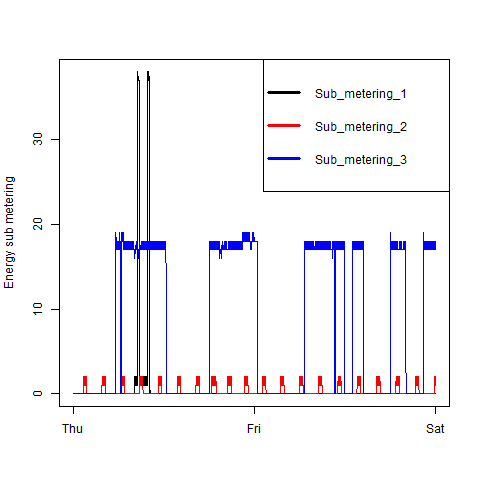 Sub_metering_1
Sub_metering_2
Sub_metering_3
Energy sub metering
30
20
10
0
Thu
Fri
Sat